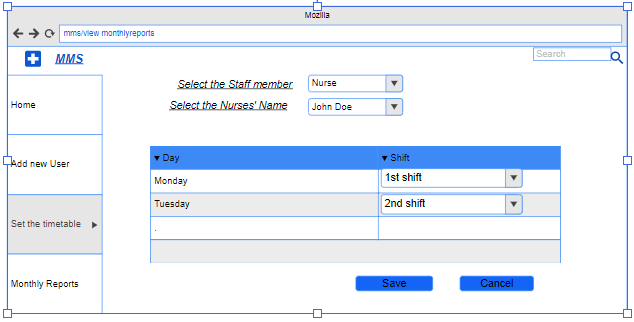 Mozilla
mms/view monthlyreports
MMS
Search
Select the Staff member
Nurse
Select the Nurses' Name
John Doe
Home
Add new User
Set the timetable
Monthly Reports
Day
Shift
Monday
1st shift
Tuesday
2nd shift
.
Save
Cancel